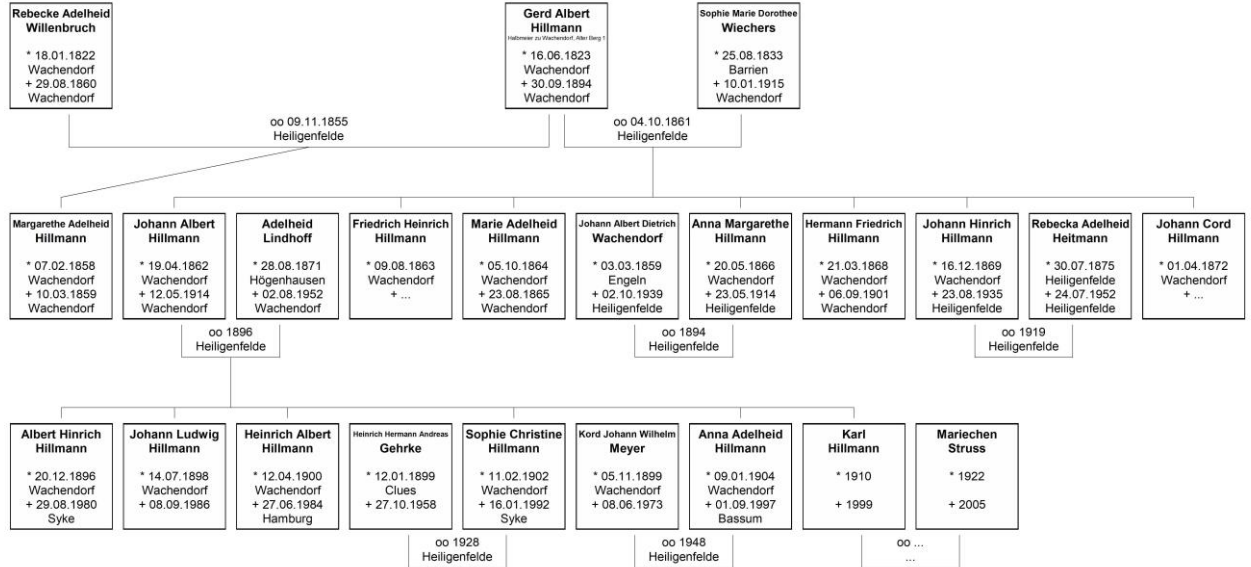 Rebecke Adelheid
Willenbruch
* 18.01.1822
Wachendorf
+ 29.08.1860
Wachendorf
Gerd Albert
Hillmann
Halbmeier zu Wachendorf, Alter Berg 1
* 16.06.1823
Wachendorf
+ 30.09.1894
Wachendorf
Sophie Marie Dorothee
Wiechers
* 25.08.1833
Barrien
+ 10.01.1915
Wachendorf
oo 09.11.1855
Heiligenfelde
oo 04.10.1861
Heiligenfelde
Margarethe Adelheid
Hillmann
* 07.02.1858
Wachendorf
+ 10.03.1859
Wachendorf
Johann Albert
Hillmann
* 19.04.1862
Wachendorf
+ 12.05.1914
Wachendorf
Adelheid
Lindhoff
* 28.08.1871
Högenhausen
+ 02.08.1952
Wachendorf
Friedrich Heinrich
Hillmann
* 09.08.1863
Wachendorf
+ ...
Marie Adelheid
Hillmann
* 05.10.1864
Wachendorf
+ 23.08.1865
Wachendorf
Johann Albert Dietrich
Wachendorf
* 03.03.1859
Engeln
+ 02.10.1939
Heiligenfelde
Anna Margarethe
Hillmann
* 20.05.1866
Wachendorf
+ 23.05.1914
Heiligenfelde
Hermann Friedrich
Hillmann
* 21.03.1868
Wachendorf
+ 06.09.1901
Wachendorf
Johann Hinrich
Hillmann
* 16.12.1869
Wachendorf
+ 23.08.1935
Heiligenfelde
Rebecka Adelheid
Heitmann
* 30.07.1875
Heiligenfelde
+ 24.07.1952
Heiligenfelde
Johann Cord
Hillmann
* 01.04.1872
Wachendorf
+ ...
oo 1896
Heiligenfelde
oo 1894
Heiligenfelde
oo 1919
Heiligenfelde
Albert Hinrich
Hillmann
* 20.12.1896
Wachendorf
+ 29.08.1980
Syke
Johann Ludwig
Hillmann
* 14.07.1898
Wachendorf
+ 08.09.1986
Heinrich Albert
Hillmann
* 12.04.1900
Wachendorf
+ 27.06.1984
Hamburg
Heinrich Hermann Andreas
Gehrke
* 12.01.1899
Clues
+ 27.10.1958
Sophie Christine
Hillmann
* 11.02.1902
Wachendorf
+ 16.01.1992
Syke
Kord Johann Wilhelm
Meyer
* 05.11.1899
Wachendorf
+ 08.06.1973
Anna Adelheid
Hillmann
* 09.01.1904
Wachendorf
+ 01.09.1997
Bassum
Karl
Hillmann
* 1910
+ 1999
Mariechen
Struss
* 1922
+ 2005
oo 1928
Heiligenfelde
oo 1948
Heiligenfelde
oo ...
...